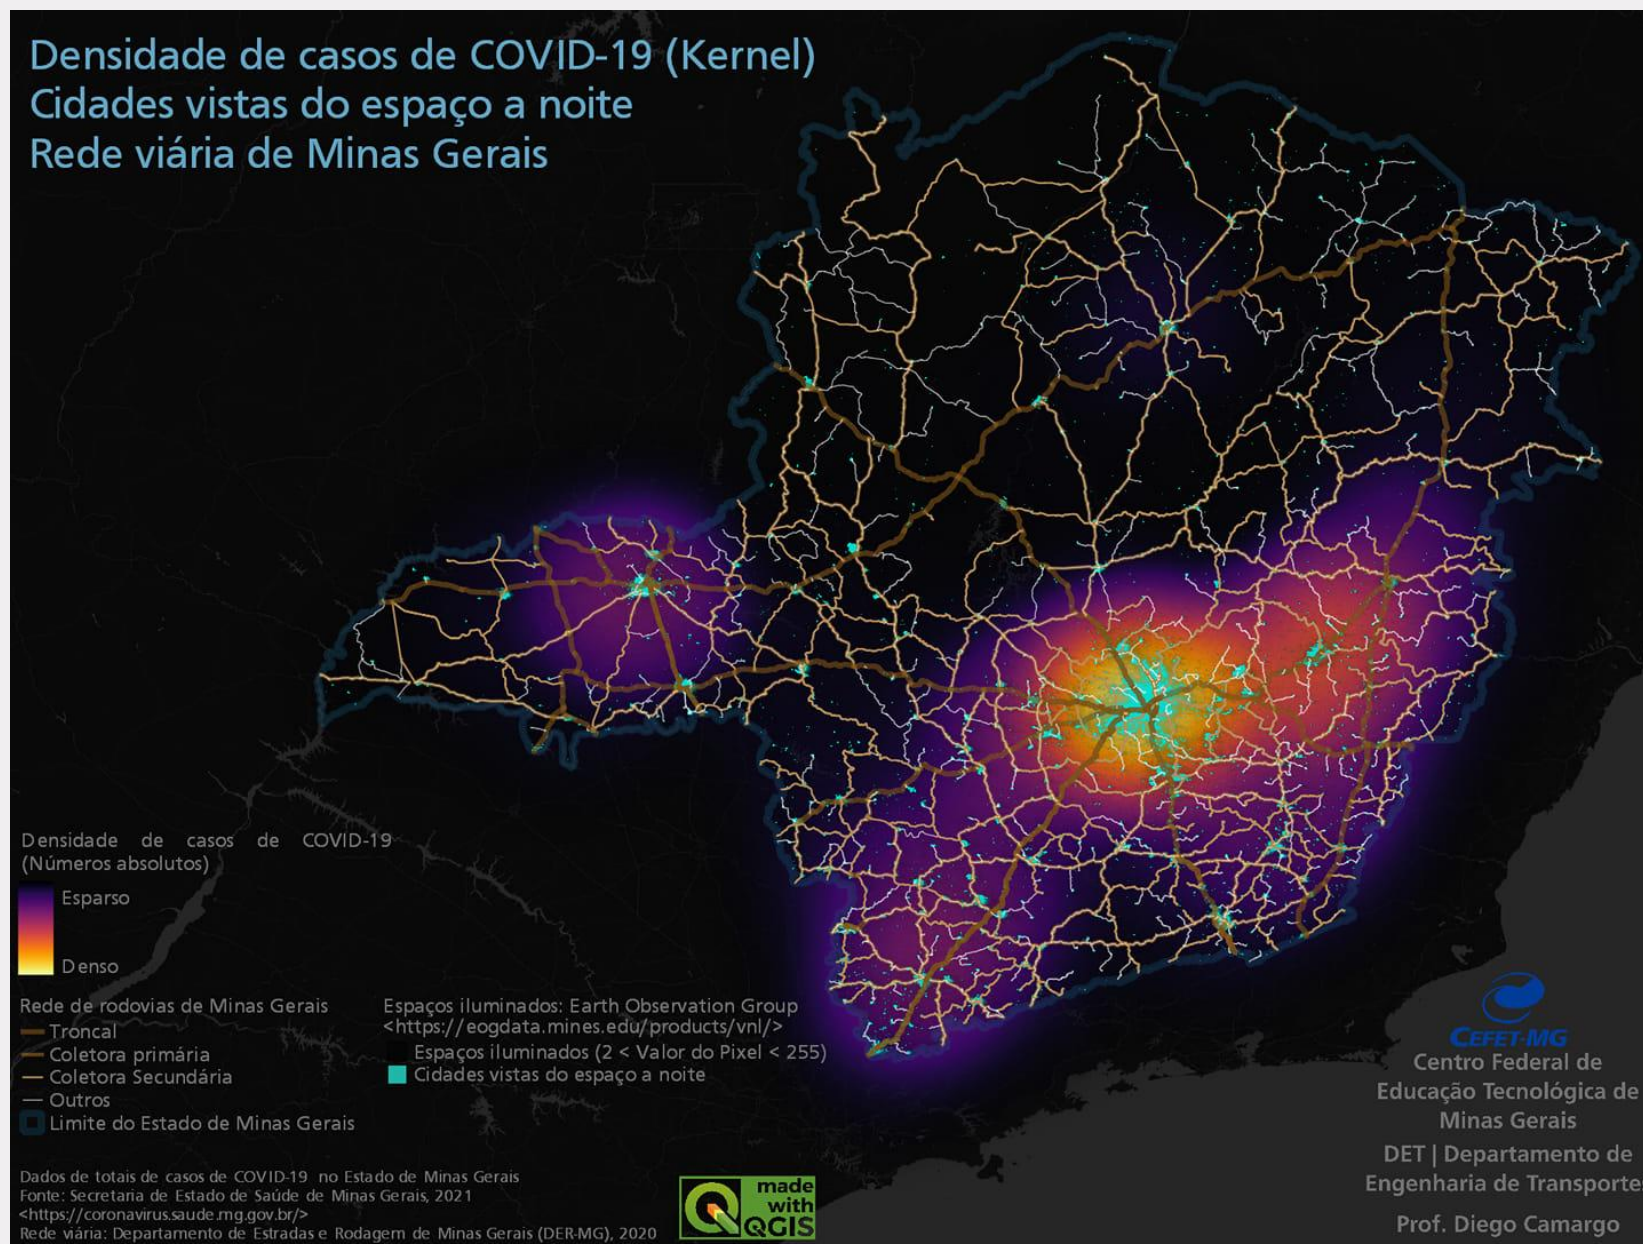 Densidade de casos de COVID-19 (Kernel)
Cidades vistas do espaço a noite
Rede viária de Minas Gerais
Densidade de casos de COVID-19
(Números absolutos)
Esparso
Denso
Rede de rodovias de Minas Gerais
Troncal
Coletora primária
Coletora Secundária
Outros
Limite do Estado de Minas Gerais
Espaços iluminados: Earth Observation Group
<https://eogdata.mines.edu/products/vnl/>
Espaços iluminados (2 < Valor do Pixel < 255)
Cidades vistas do espaço a noite
Dados de totais de casos de COVID-19 no Estado de Minas Gerais
Fonte: Secretaria de Estado de Saúde de Minas Gerais, 2021
<https://coronavirus.saude.mg.gov.br/>
Rede viária: Departamento de Estradas e Rodagem de Minas Gerais (DER-MG), 2020
made
with
QGIS
CEFET-MG
Centro Federal de
Educação Tecnológica de
Minas Gerais
DET | Departamento de
Engenharia de Transportes
Prof. Diego Camargo